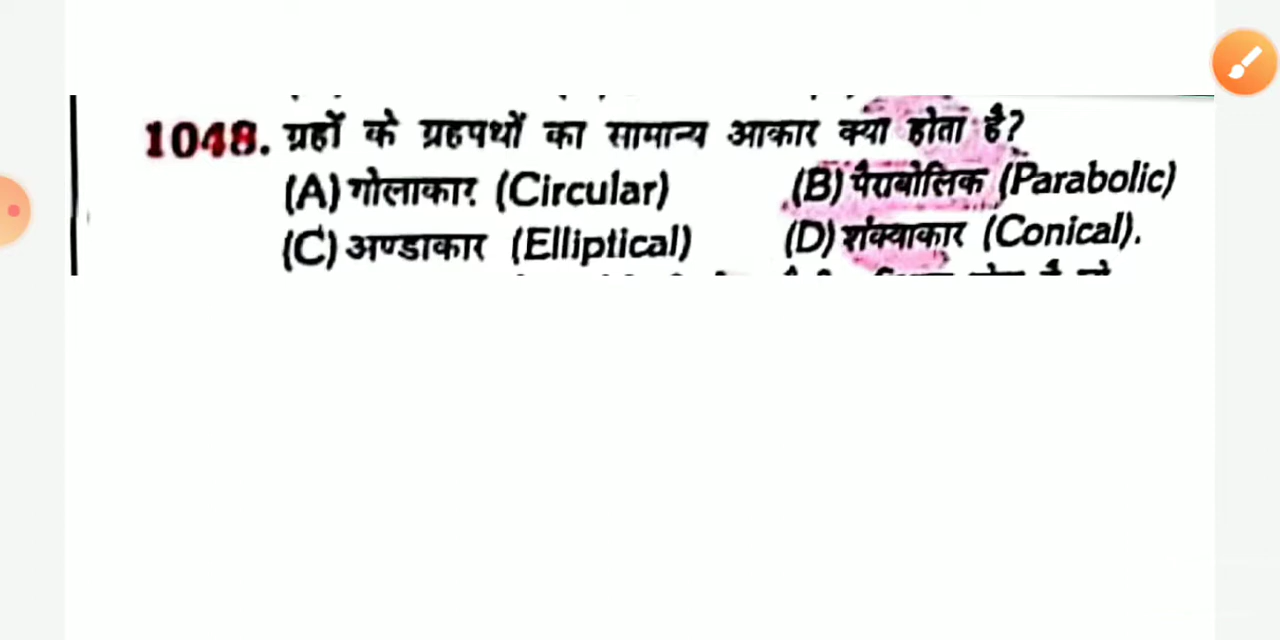 1048. ग्रहों के ग्रहपथों का सामान्य आकार क्या होता है?
(A) गोलाकार (Circular) (B) पैराबोलिक (Parabolic)
(C) अण्डाकार (Elliptical) (D) शंक्याकार (Conical).